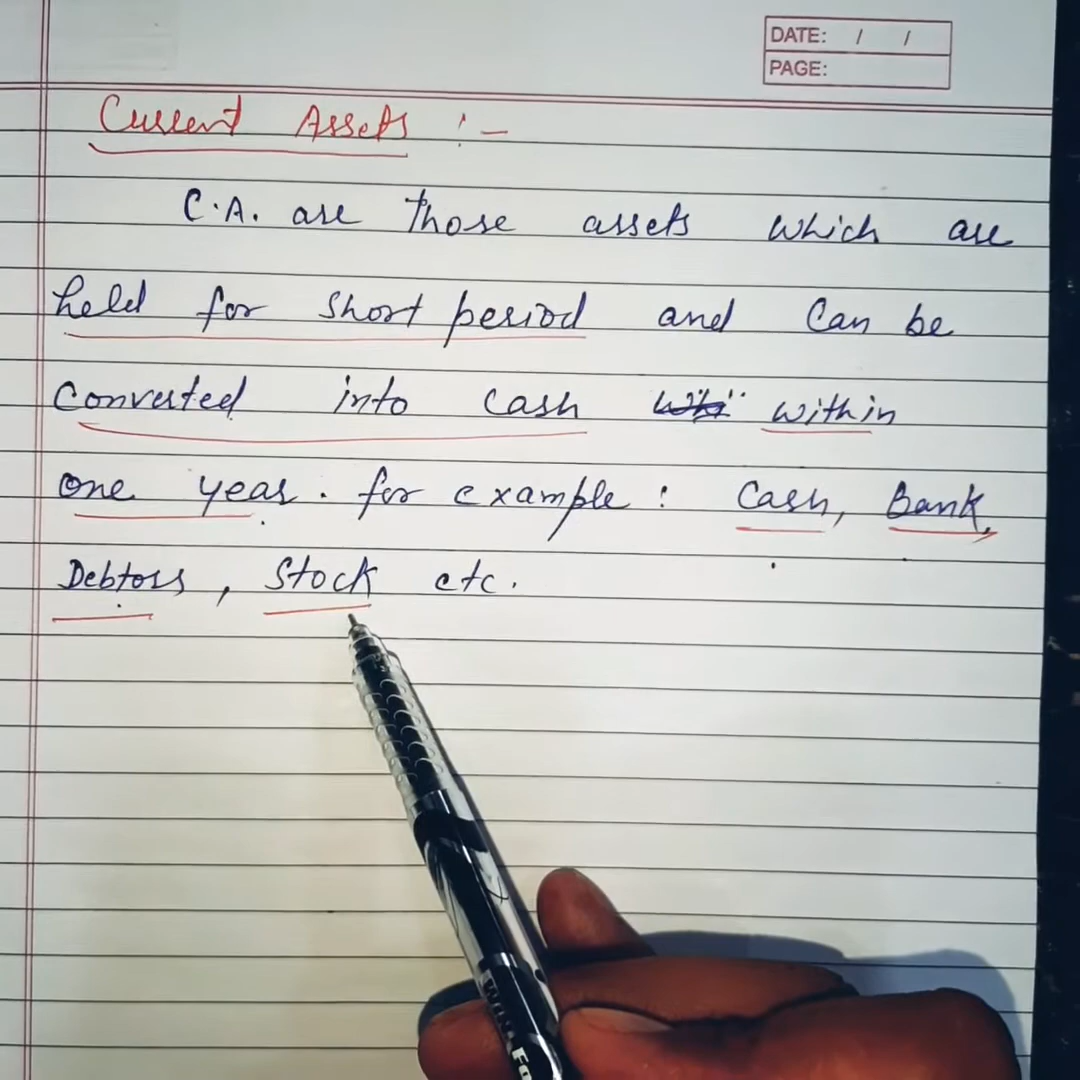 DATE: / /
PAGE:
Current Assets :-
C.A. are those assets which are
held for short period and can be
converted into cash within
one year. for example : Cash, Bank,
Debtors, Stock etc.